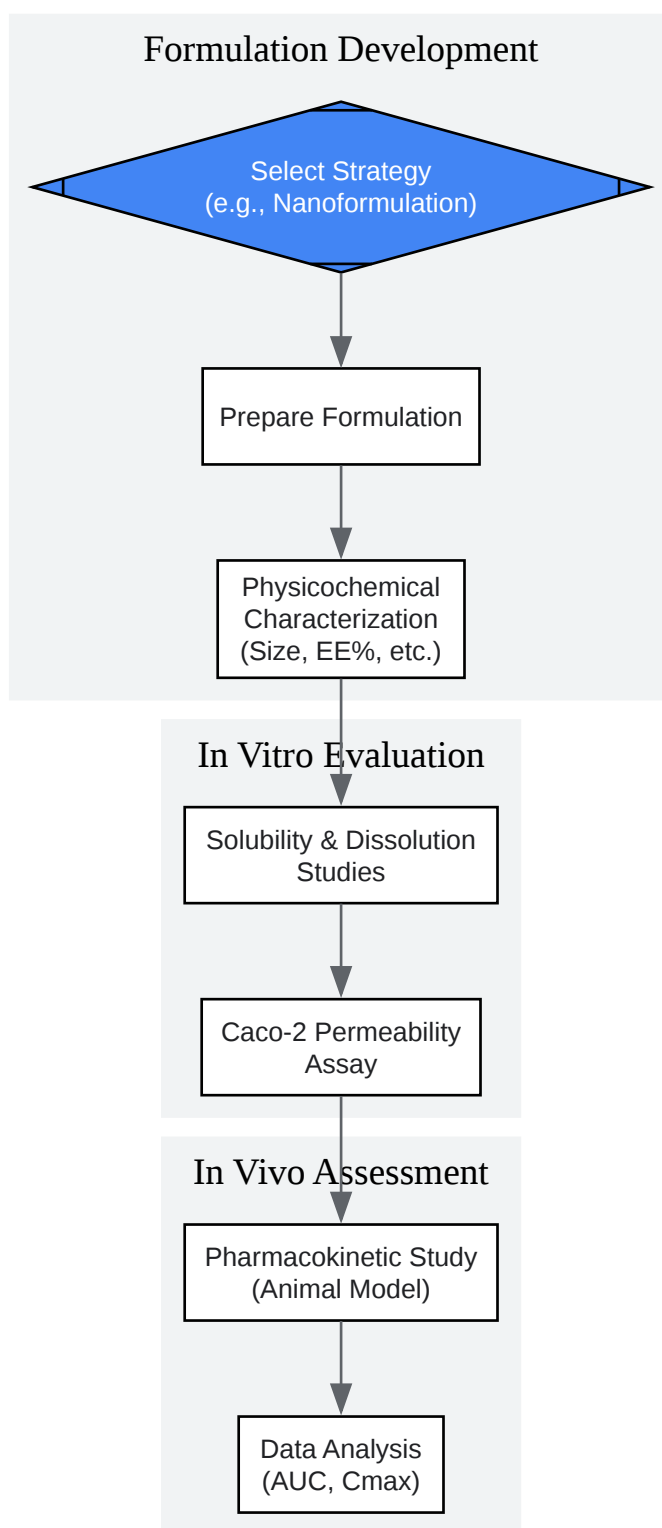 Formulation Development
Select Strategy
(e.g., Nanoformulation)
Prepare Formulation
Physicochemical
Characterization
(Size, EE%, etc.)
In Vitro Evaluation
Solubility & Dissolution
Studies
Caco-2 Permeability
Assay
In Vivo Assessment
Pharmacokinetic Study
(Animal Model)
Data Analysis
(AUC, Cmax)